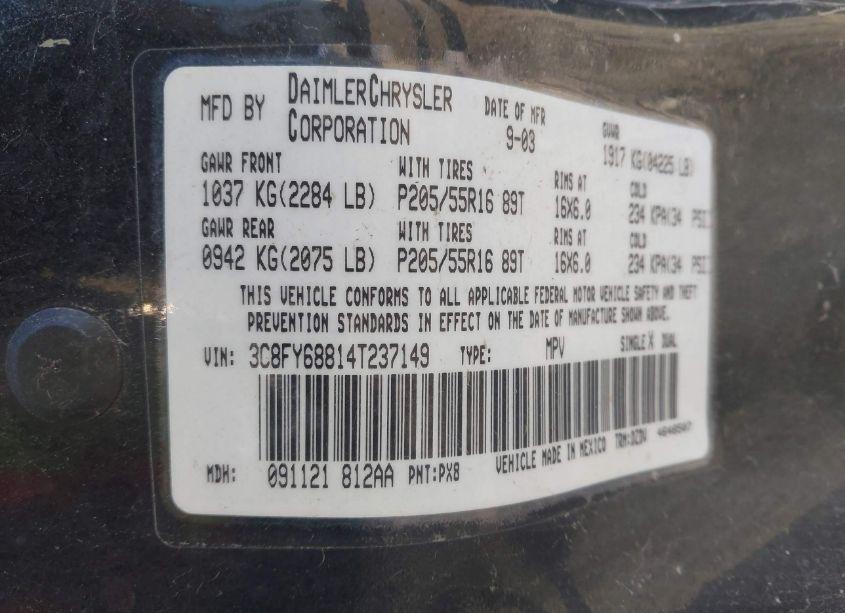 MFD BY DAIMLERCHRYSLER CORPORATION DATE OF MFR 9-03 GVWR 1917 KG(04225 LB)
GAWR FRONT WITH TIRES RIMS AT COLD
1037 KG(2284 LB) P205/55R16 89T 16X6.0 234 KPA(34 PSI)
GAWR REAR WITH TIRES RIMS AT COLD
0942 KG(2075 LB) P205/55R16 89T 16X6.0 234 KPA(34 PSI)
THIS VEHICLE CONFORMS TO ALL APPLICABLE FEDERAL MOTOR VEHICLE SAFETY AND THEFT
PREVENTION STANDARDS IN EFFECT ON THE DATE OF MANUFACTURE SHOWN ABOVE.
VIN: 3C8FY68814T237149 TYPE: MPV SINGLE X DUAL
MDH: 091121 812AA PNT:PX8 VEHICLE MADE IN MEXICO